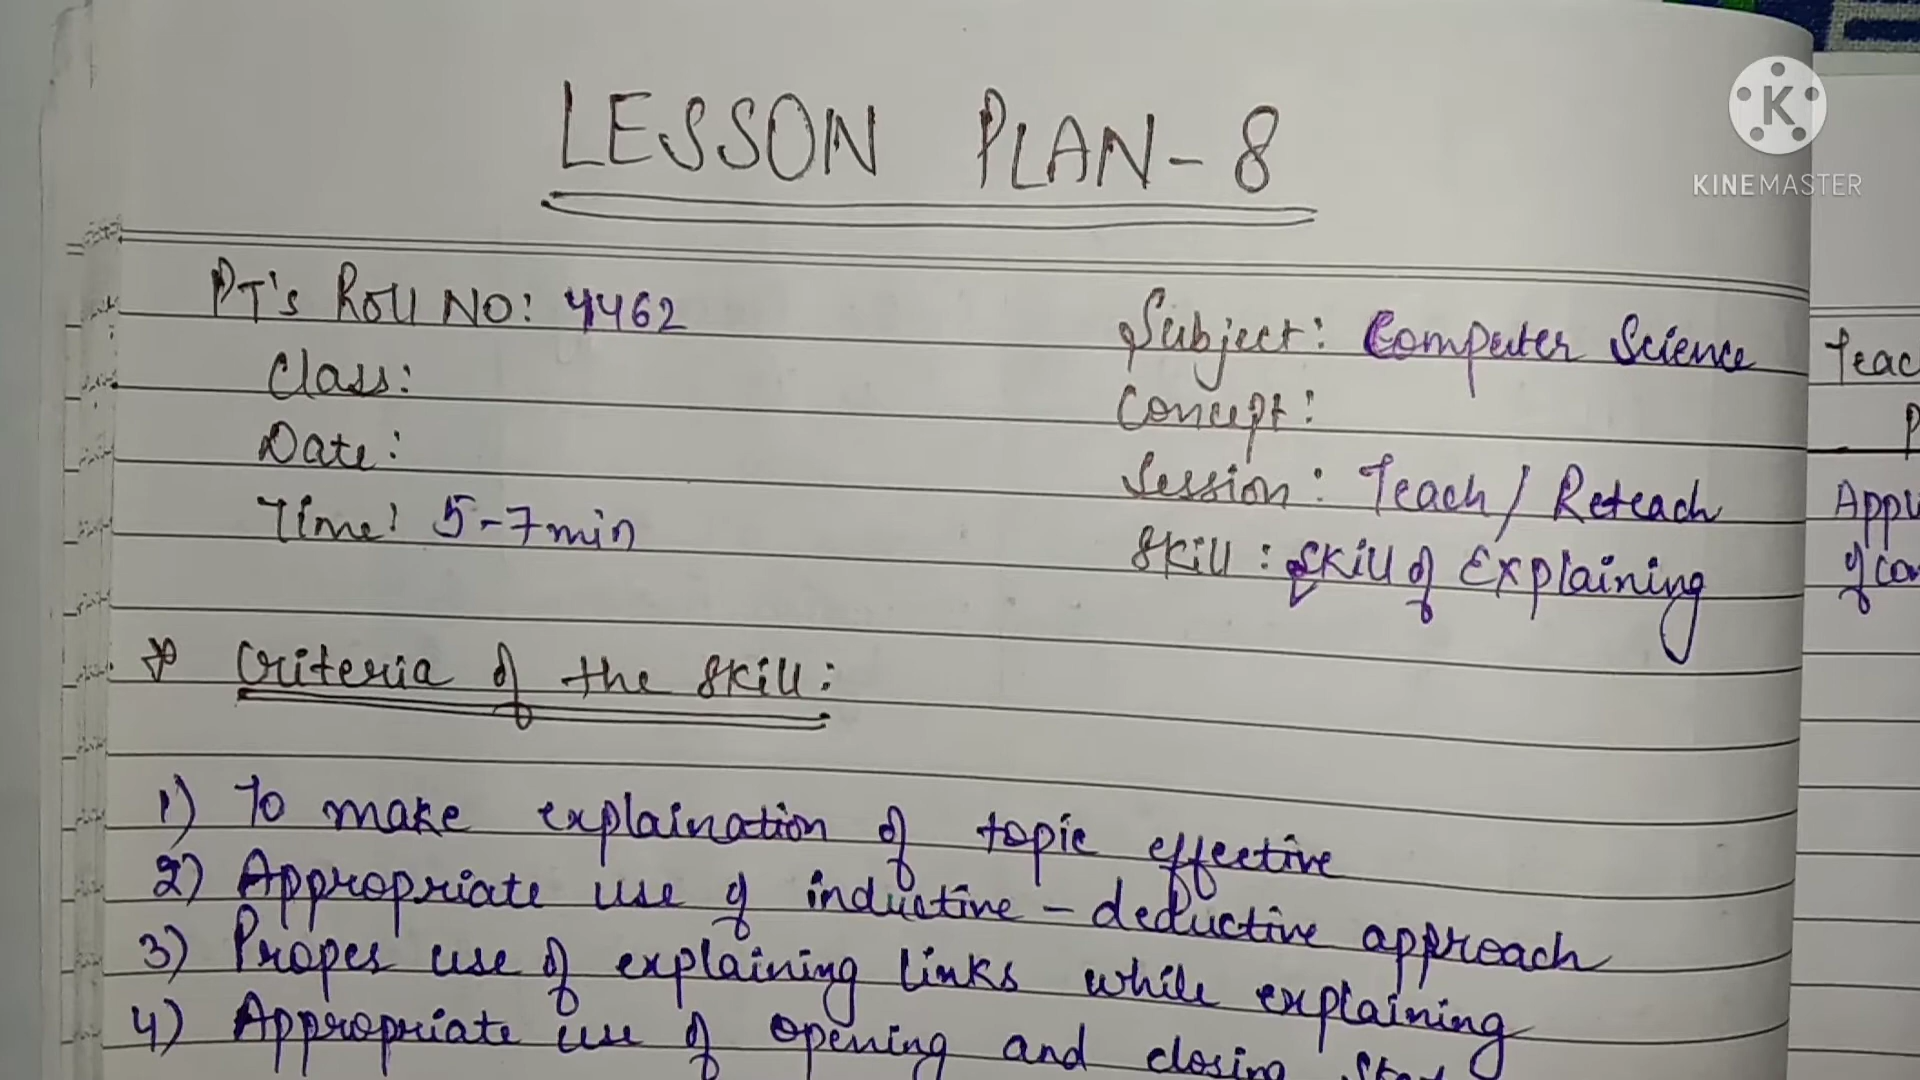 LESSON PLAN-8
KINEMASTER
PT's Roll NO: 4462
Subject: Computer Science
Class:
Concept:
Date:
Session: Teach / Reteach
Time: 5-7min
Skill: Skill of Explaining
Criteria of the Skill:
1) To make explaination of topic effective
2) Appropriate use of inductive - deductive approach
3) Proper use of explaining links while explaining
4) Appropriate use of opening and closing